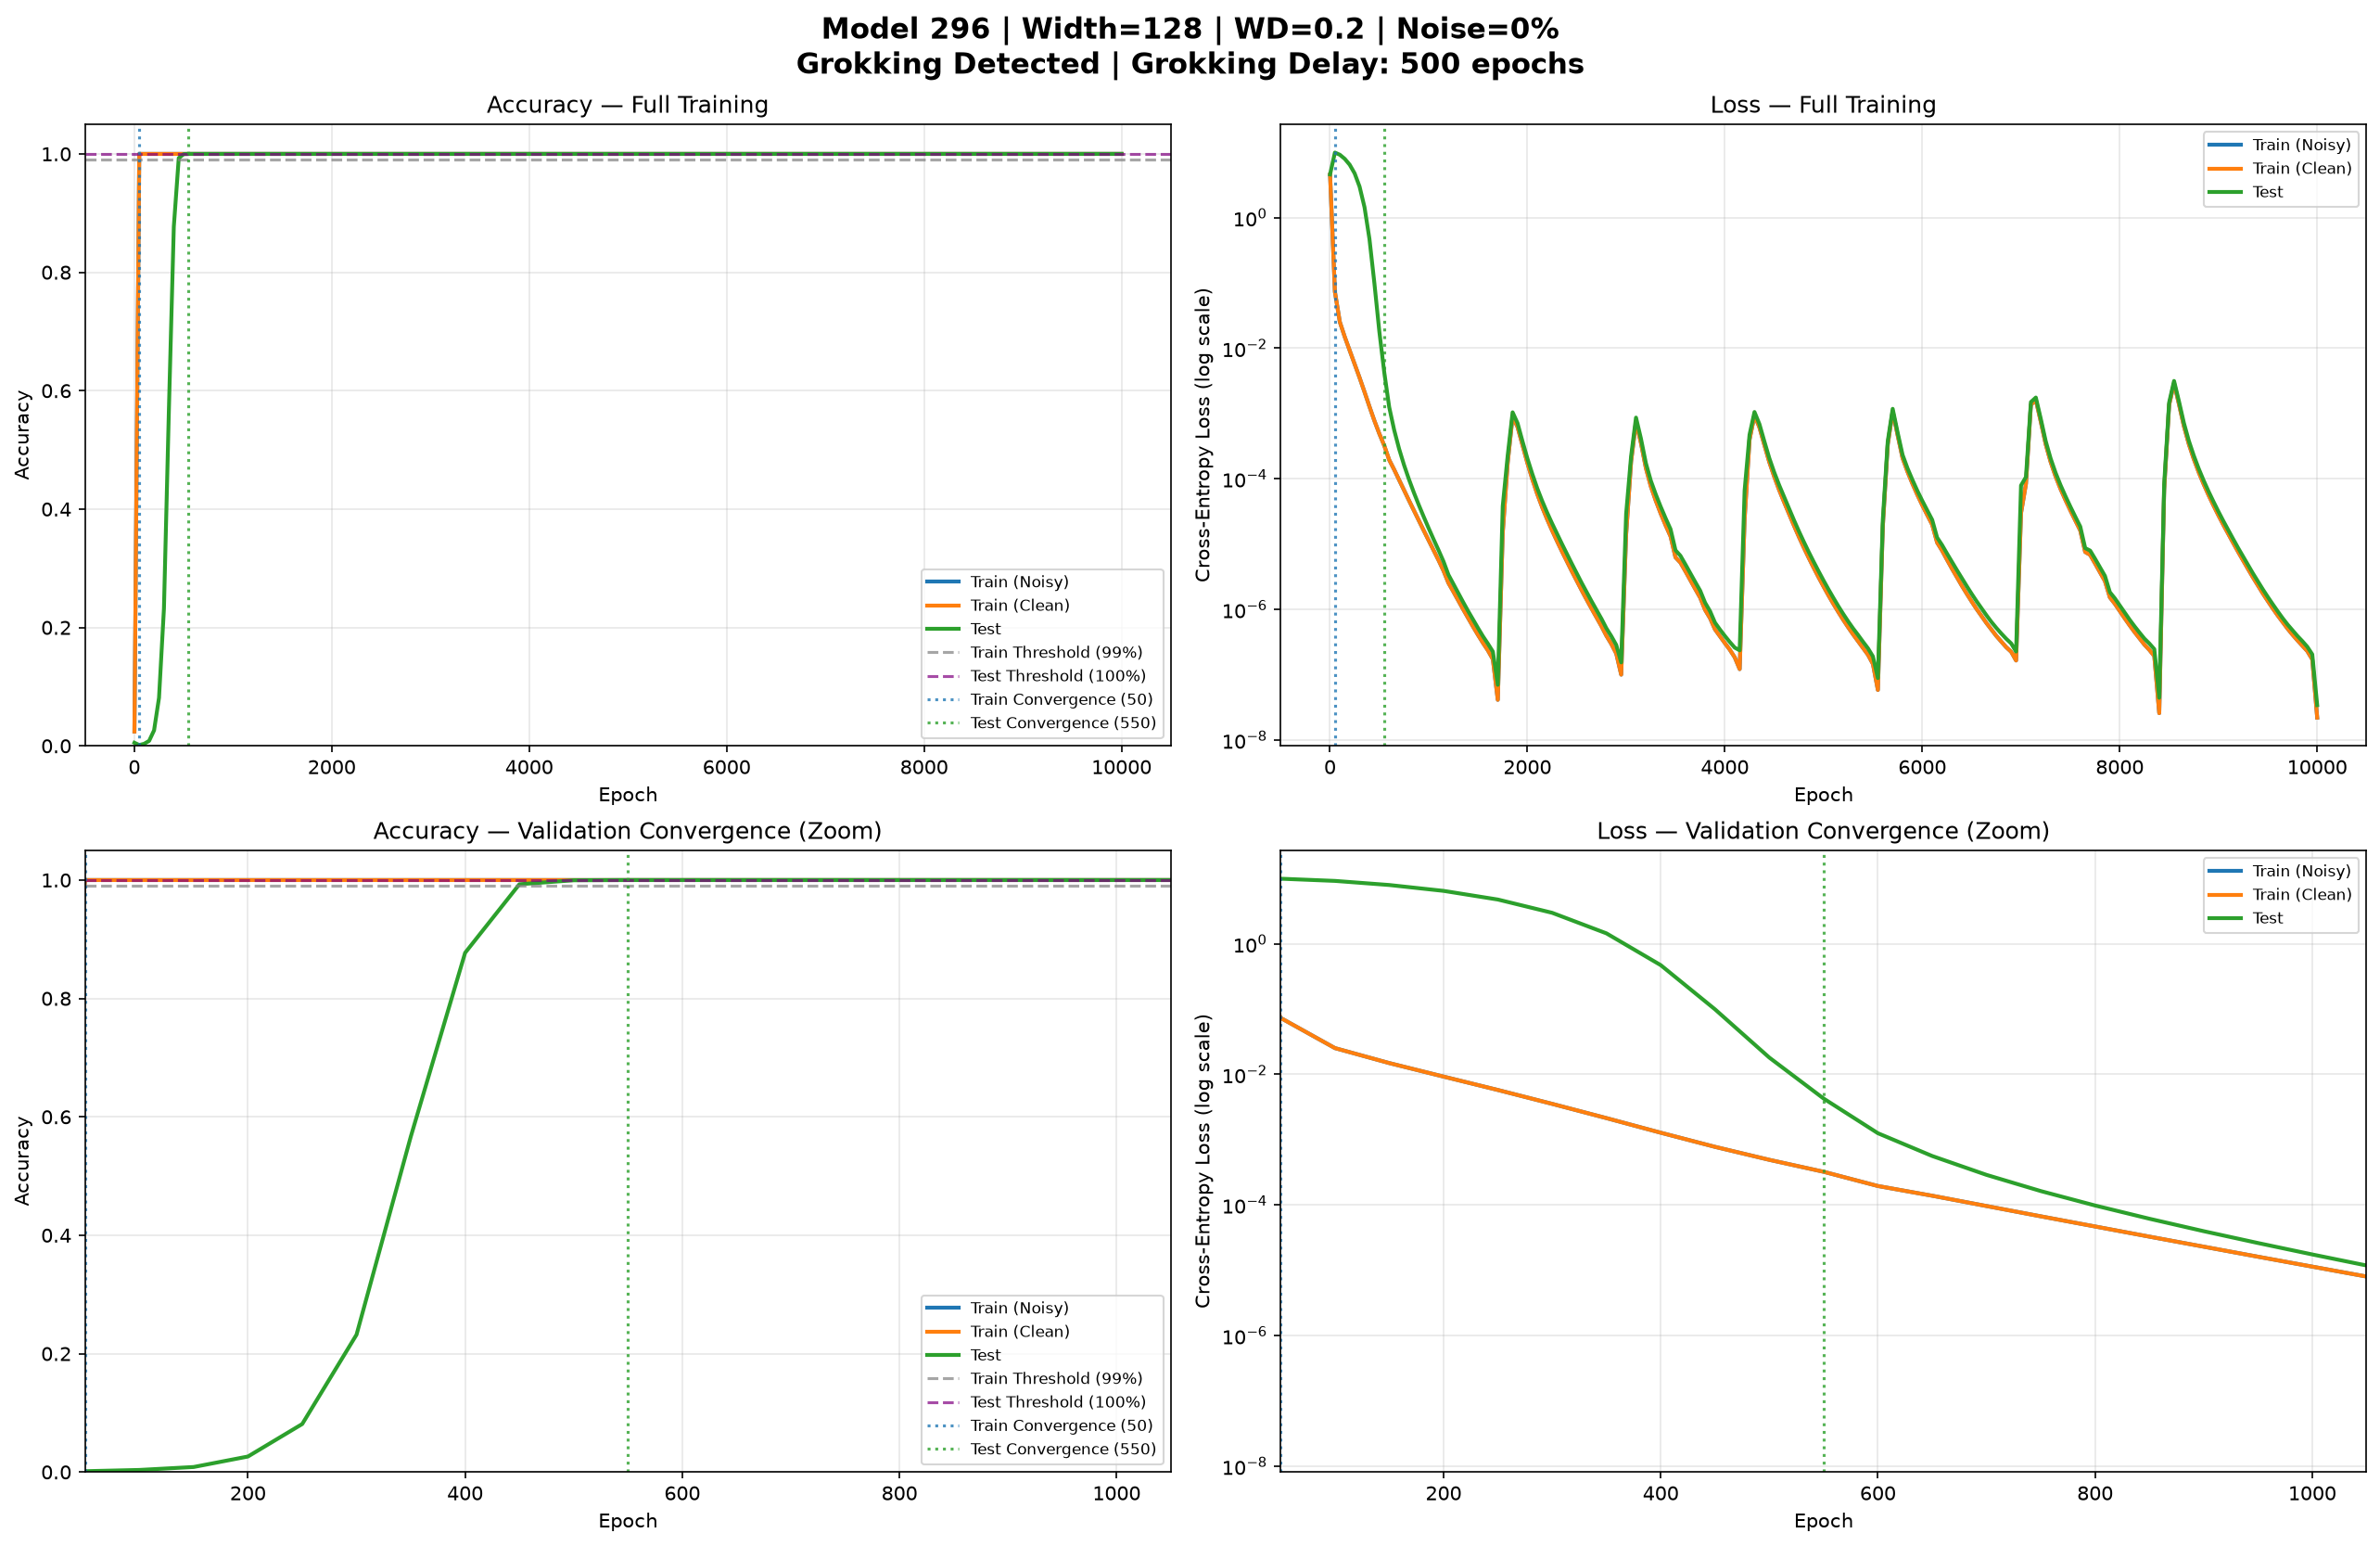 Model 296 | Width=128 | WD=0.2 | Noise=0%
Grokking Detected | Grokking Delay: 500 epochs
Accuracy — Full Training
Accuracy
1.0
0.8
0.6
0.4
0.2
0.0
0 2000 4000 6000 8000 10000
Epoch
Train (Noisy)
Train (Clean)
Test
Train Threshold (99%)
Test Threshold (100%)
Train Convergence (50)
Test Convergence (550)
Loss — Full Training
Cross-Entropy Loss (log scale)
10⁰
10⁻²
10⁻⁴
10⁻⁶
10⁻⁸
0 2000 4000 6000 8000 10000
Epoch
Train (Noisy)
Train (Clean)
Test
Accuracy — Validation Convergence (Zoom)
Accuracy
1.0
0.8
0.6
0.4
0.2
0.0
200 400 600 800 1000
Epoch
Train (Noisy)
Train (Clean)
Test
Train Threshold (99%)
Test Threshold (100%)
Train Convergence (50)
Test Convergence (550)
Loss — Validation Convergence (Zoom)
Cross-Entropy Loss (log scale)
10⁰
10⁻²
10⁻⁴
10⁻⁶
10⁻⁸
200 400 600 800 1000
Epoch
Train (Noisy)
Train (Clean)
Test